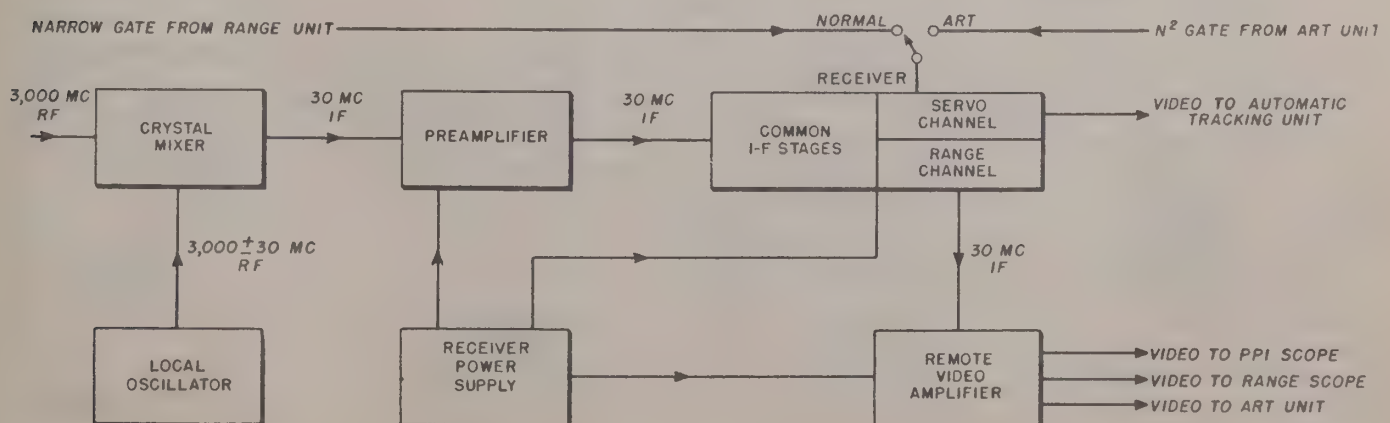 NARROW GATE FROM RANGE UNIT
NORMAL
ART
N² GATE FROM ART UNIT
RECEIVER
3,000 MC
RF
CRYSTAL
MIXER
30 MC
IF
PREAMPLIFIER
30 MC
IF
COMMON
I-F STAGES
SERVO
CHANNEL
RANGE
CHANNEL
VIDEO TO AUTOMATIC
TRACKING UNIT
3,000 ± 30 MC
RF
30 MC
IF
LOCAL
OSCILLATOR
RECEIVER
POWER
SUPPLY
REMOTE
VIDEO
AMPLIFIER
VIDEO TO PPI SCOPE
VIDEO TO RANGE SCOPE
VIDEO TO ART UNIT